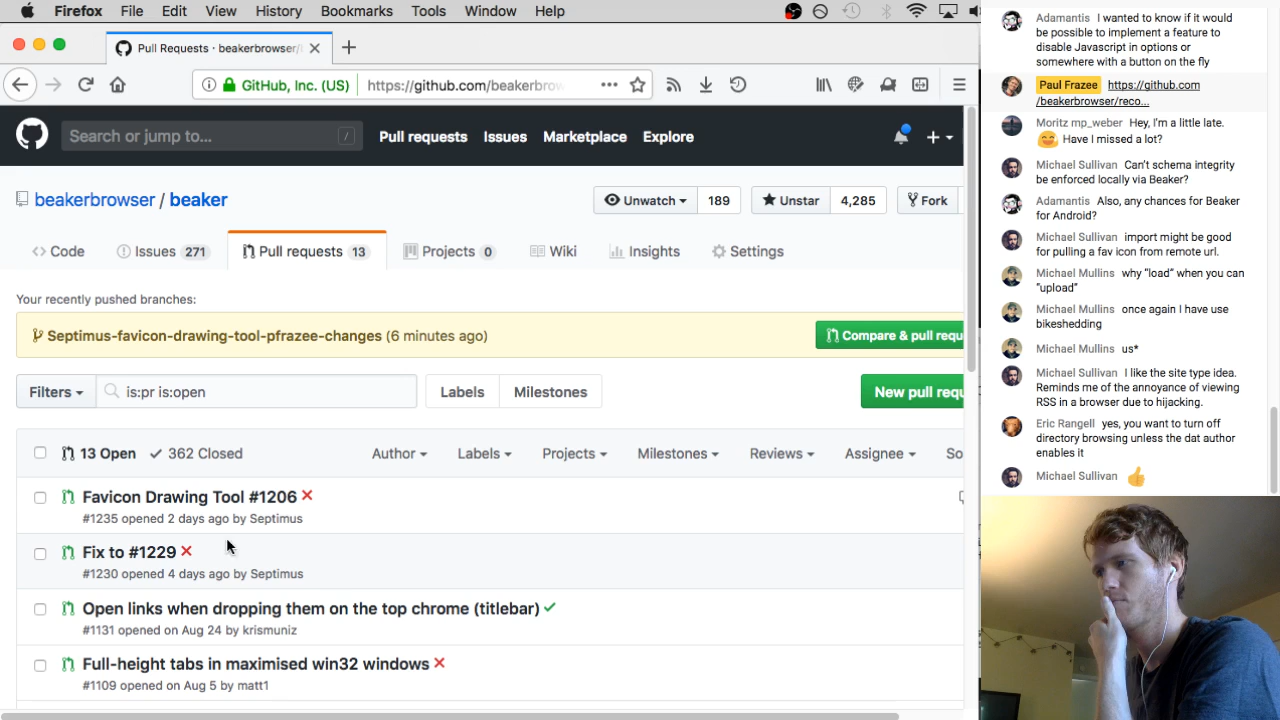 Firefox File Edit View History Bookmarks Tools Window Help
Pull Requests · beakerbrowser/
GitHub, Inc. (US) https://github.com/beakerbrow
Search or jump to... /
Pull requests Issues Marketplace Explore
beakerbrowser / beaker
Unwatch 189 Unstar 4,285 Fork
Code Issues 271 Pull requests 13 Projects 0 Wiki Insights Settings
Your recently pushed branches:
Septimus-favicon-drawing-tool-pfrazee-changes (6 minutes ago)
Compare & pull requ
Filters is:pr is:open Labels Milestones New pull requ
13 Open 362 Closed Author Labels Projects Milestones Reviews Assignee So
Favicon Drawing Tool #1206
#1235 opened 2 days ago by Septimus
Fix to #1229
#1230 opened 4 days ago by Septimus
Open links when dropping them on the top chrome (titlebar)
#1131 opened on Aug 24 by krismuniz
Full-height tabs in maximised win32 windows
#1109 opened on Aug 5 by matt1
Adamantis I wanted to know if it would
be possible to implement a feature to
disable Javascript in options or
somewhere with a button on the fly
Paul Frazee https://github.com
/beakerbrowser/reco...
Moritz mp_weber Hey, I'm a little late.
Have I missed a lot?
Michael Sullivan Can't schema integrity
be enforced locally via Beaker?
Adamantis Also, any chances for Beaker
for Android?
Michael Sullivan import might be good
for pulling a fav icon from remote url.
Michael Mullins why "load" when you can
"upload"
Michael Mullins once again I have use
bikeshedding
Michael Mullins us*
Michael Sullivan I like the site type idea.
Reminds me of the annoyance of viewing
RSS in a browser due to hijacking.
Eric Rangell yes, you want to turn off
directory browsing unless the dat author
enables it
Michael Sullivan 👍